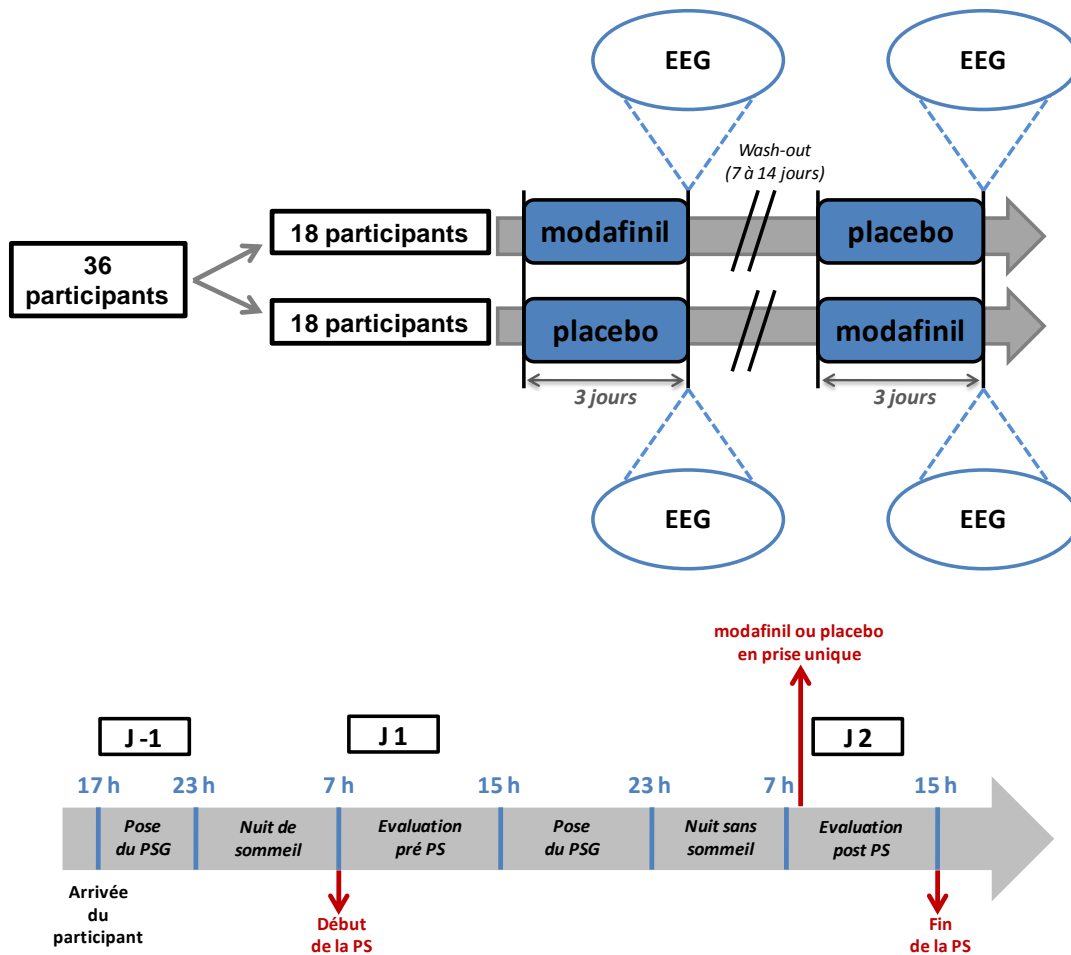 EEG
EEG
Wash-out
(7 à 14 jours)
36
participants
18 participants
modafinil
placebo
18 participants
placebo
modafinil
3 jours
3 jours
EEG
EEG
modafinil ou placebo
en prise unique
J -1
J 1
J 2
17 h
23 h
7 h
15 h
23 h
7 h
15 h
Pose
du PSG
Nuit de
sommeil
Evaluation
pré PS
Pose
du PSG
Nuit sans
sommeil
Evaluation
post PS
Arrivée
du
participant
Début
de la PS
Fin
de la PS